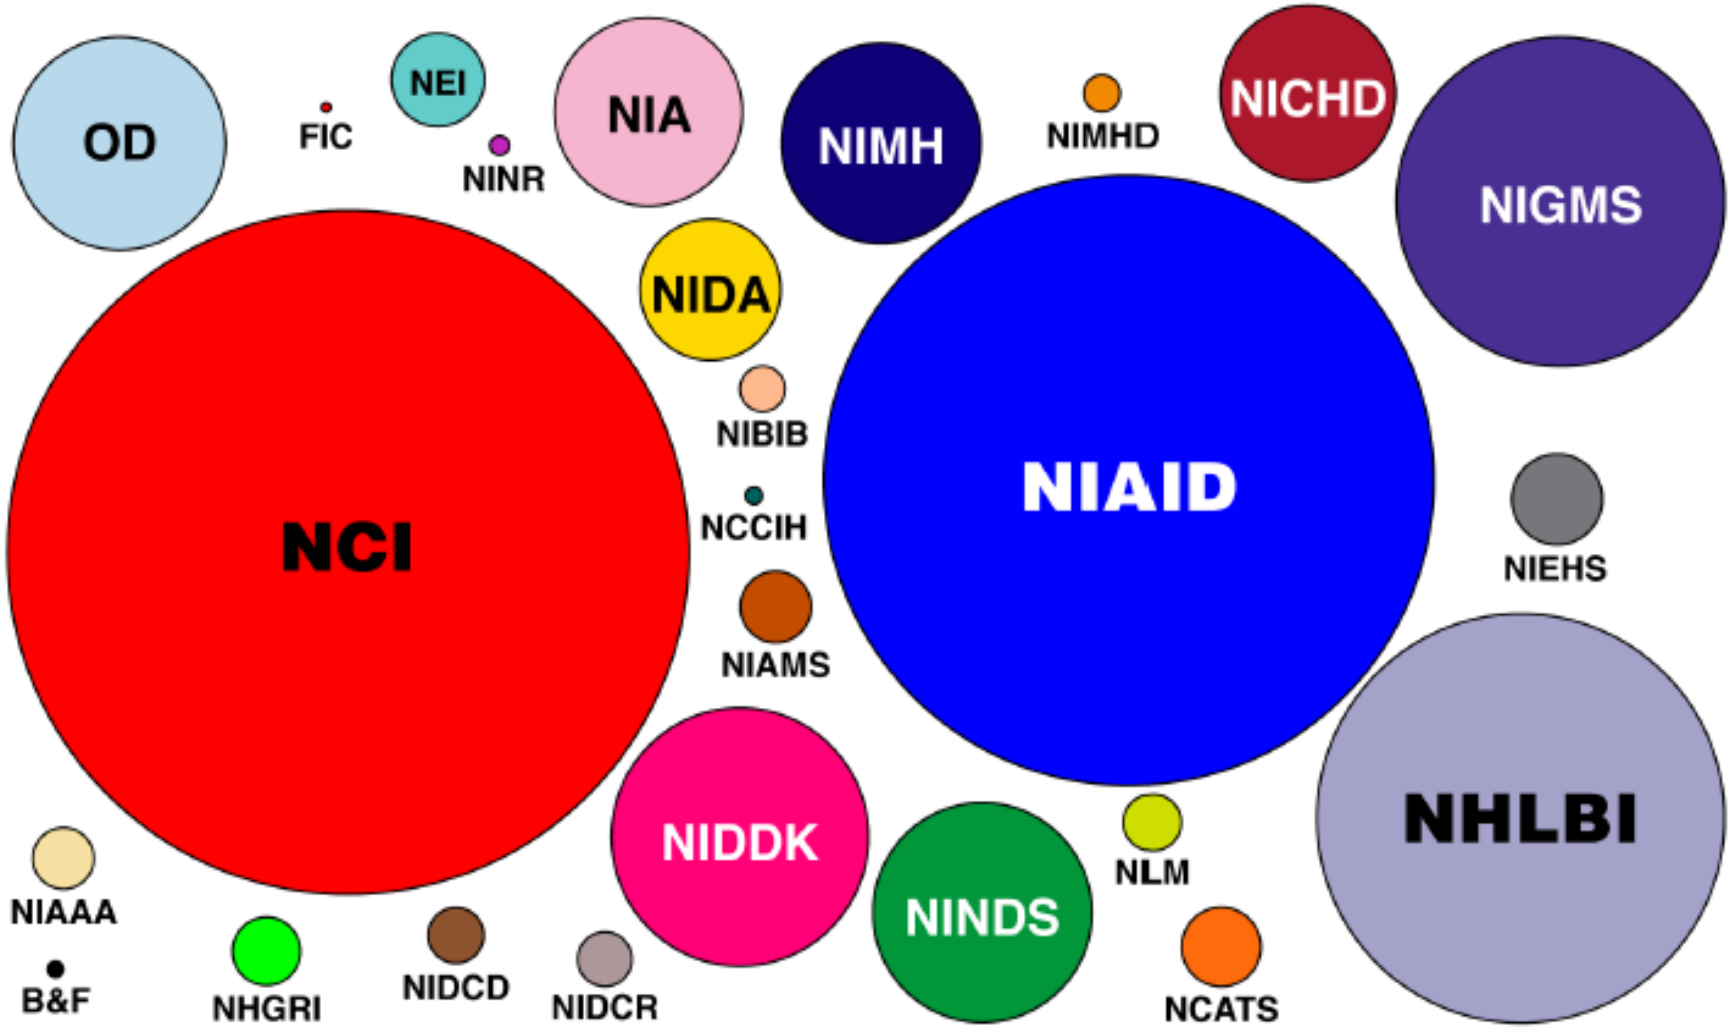 OD
FIC
NEI
NINR
NIA
NIMH
NIMHD
NICHD
NIGMS
NIDA
NIBIB
NCCIH
NIAMS
NCI
NIAID
NIEHS
NHLBI
NIDDK
NINDS
NLM
NCATS
NIAAA
B&F
NHGRI
NIDCD
NIDCR